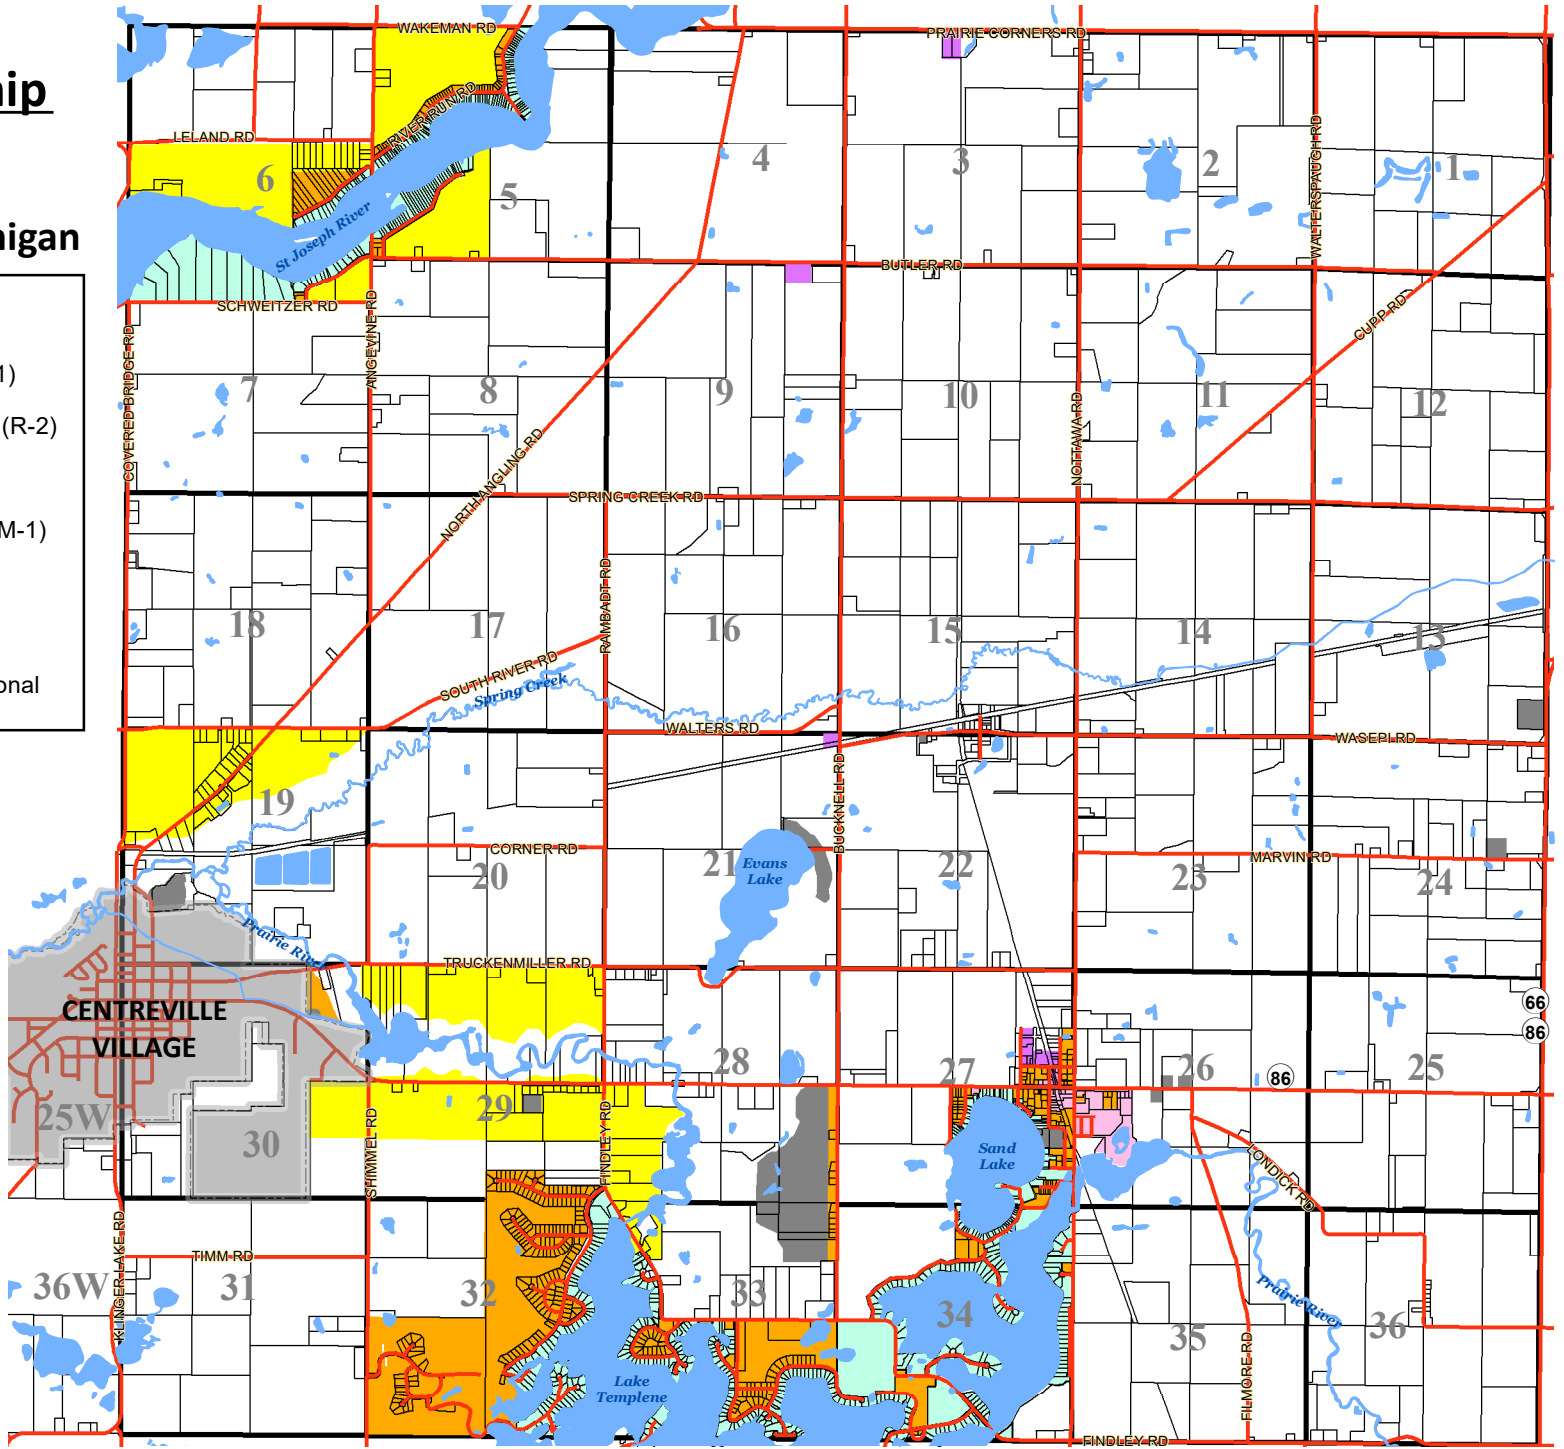 ip
higan
1)
(R-2)
M-1)
onal
WAKEMAN RD
PRAIRIE CORNERS RD
LELAND RD
RIVER RUN RD
WALTERSPAUGH RD
6
5
4
3
2
1
St Joseph River
BUTLER RD
SCHWEITZER RD
CUPP RD
COVERED BRIDGE RD
ANGEVINE RD
7
8
9
10
11
12
NOTTAWA RD
NORTH ANGLING RD
SPRING CREEK RD
RAMBADT RD
18
17
16
15
14
13
SOUTH RIVER RD
Spring Creek
WALTERS RD
WASEPI RD
19
BUCKNELL RD
CORNER RD
MARVIN RD
20
21
Evans
Lake
22
23
24
Prairie River
TRUCKENMILLER RD
CENTREVILLE
VILLAGE
66
86
28
27
26
86
25
25W
30
29
SHIMMEL RD
FINDLEY RD
Sand
Lake
LONDICK RD
KLINGER LAKE RD
TIMM RD
36W
31
32
33
34
35
36
Prairie River
FILMORE RD
Lake
Templene
FINDLEY RD